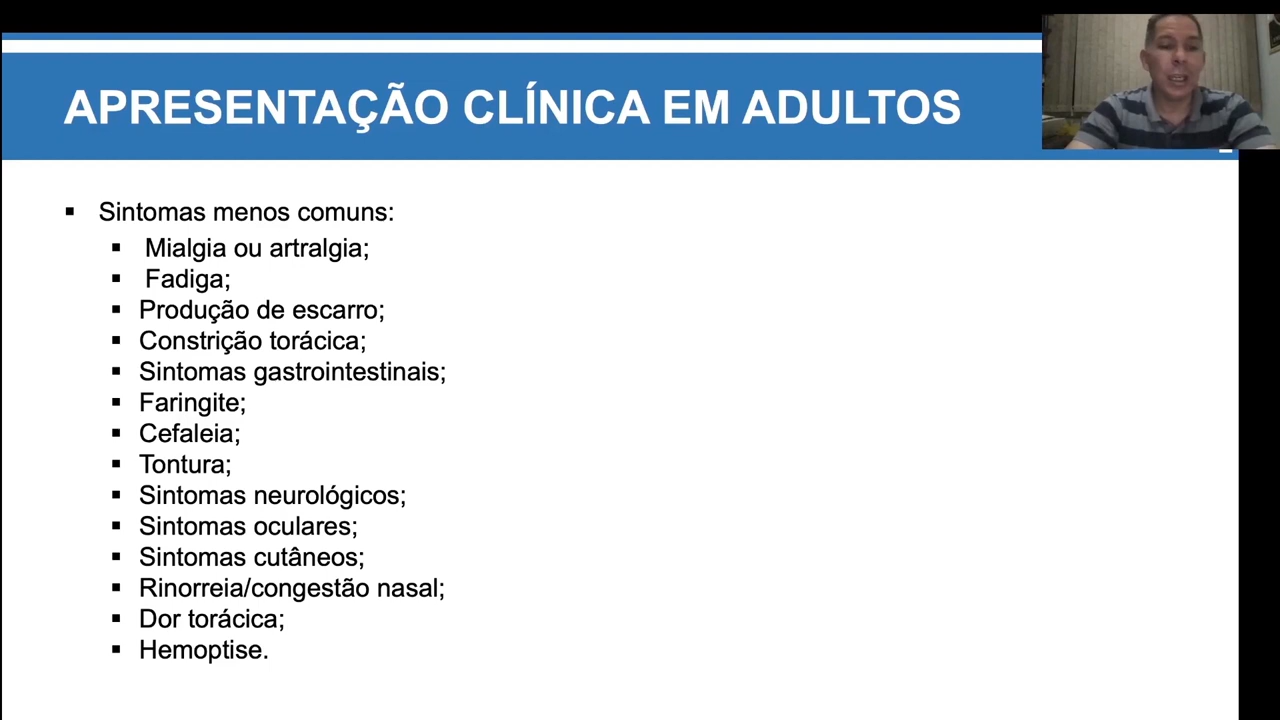 APRESENTAÇÃO CLÍNICA EM ADULTOS
▪ Sintomas menos comuns:
▪ Mialgia ou artralgia;
▪ Fadiga;
▪ Produção de escarro;
▪ Constrição torácica;
▪ Sintomas gastrointestinais;
▪ Faringite;
▪ Cefaleia;
▪ Tontura;
▪ Sintomas neurológicos;
▪ Sintomas oculares;
▪ Sintomas cutâneos;
▪ Rinorreia/congestão nasal;
▪ Dor torácica;
▪ Hemoptise.